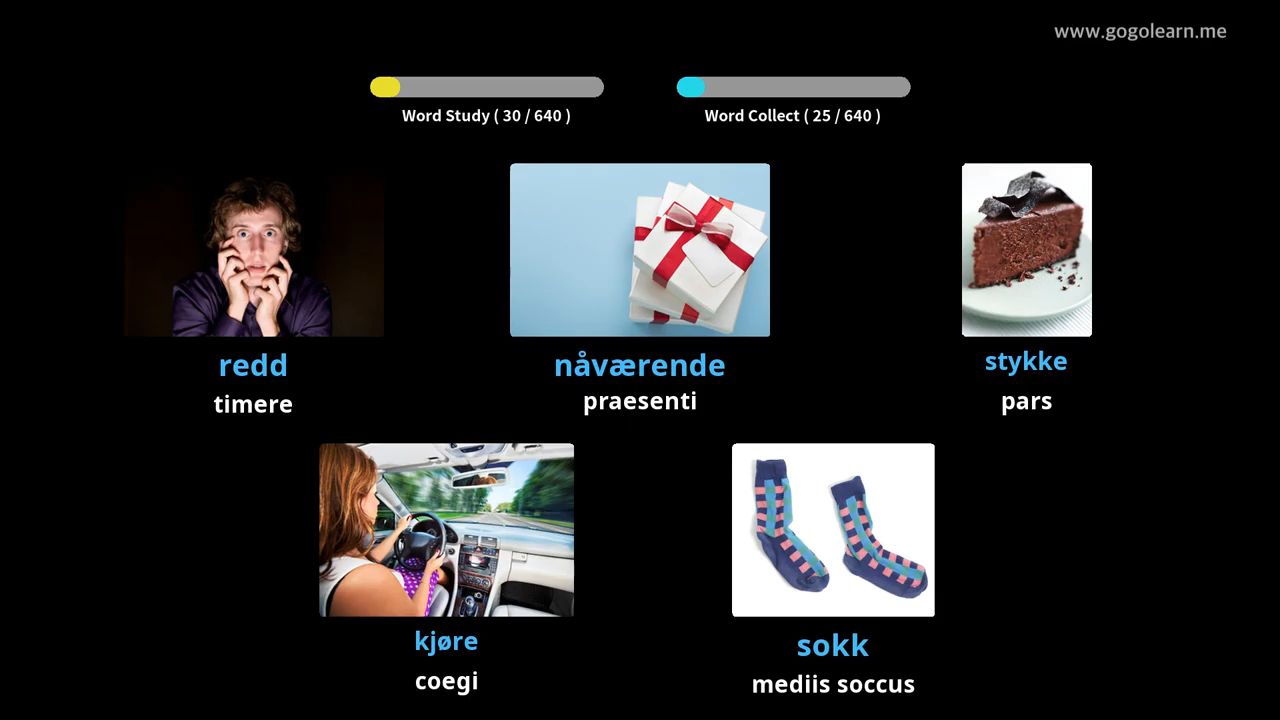 www.gogolearn.me
Word Study ( 30 / 640 )
Word Collect ( 25 / 640 )
redd
timere
nåværende
praesenti
stykke
pars
kjøre
coegi
sokk
mediis soccus